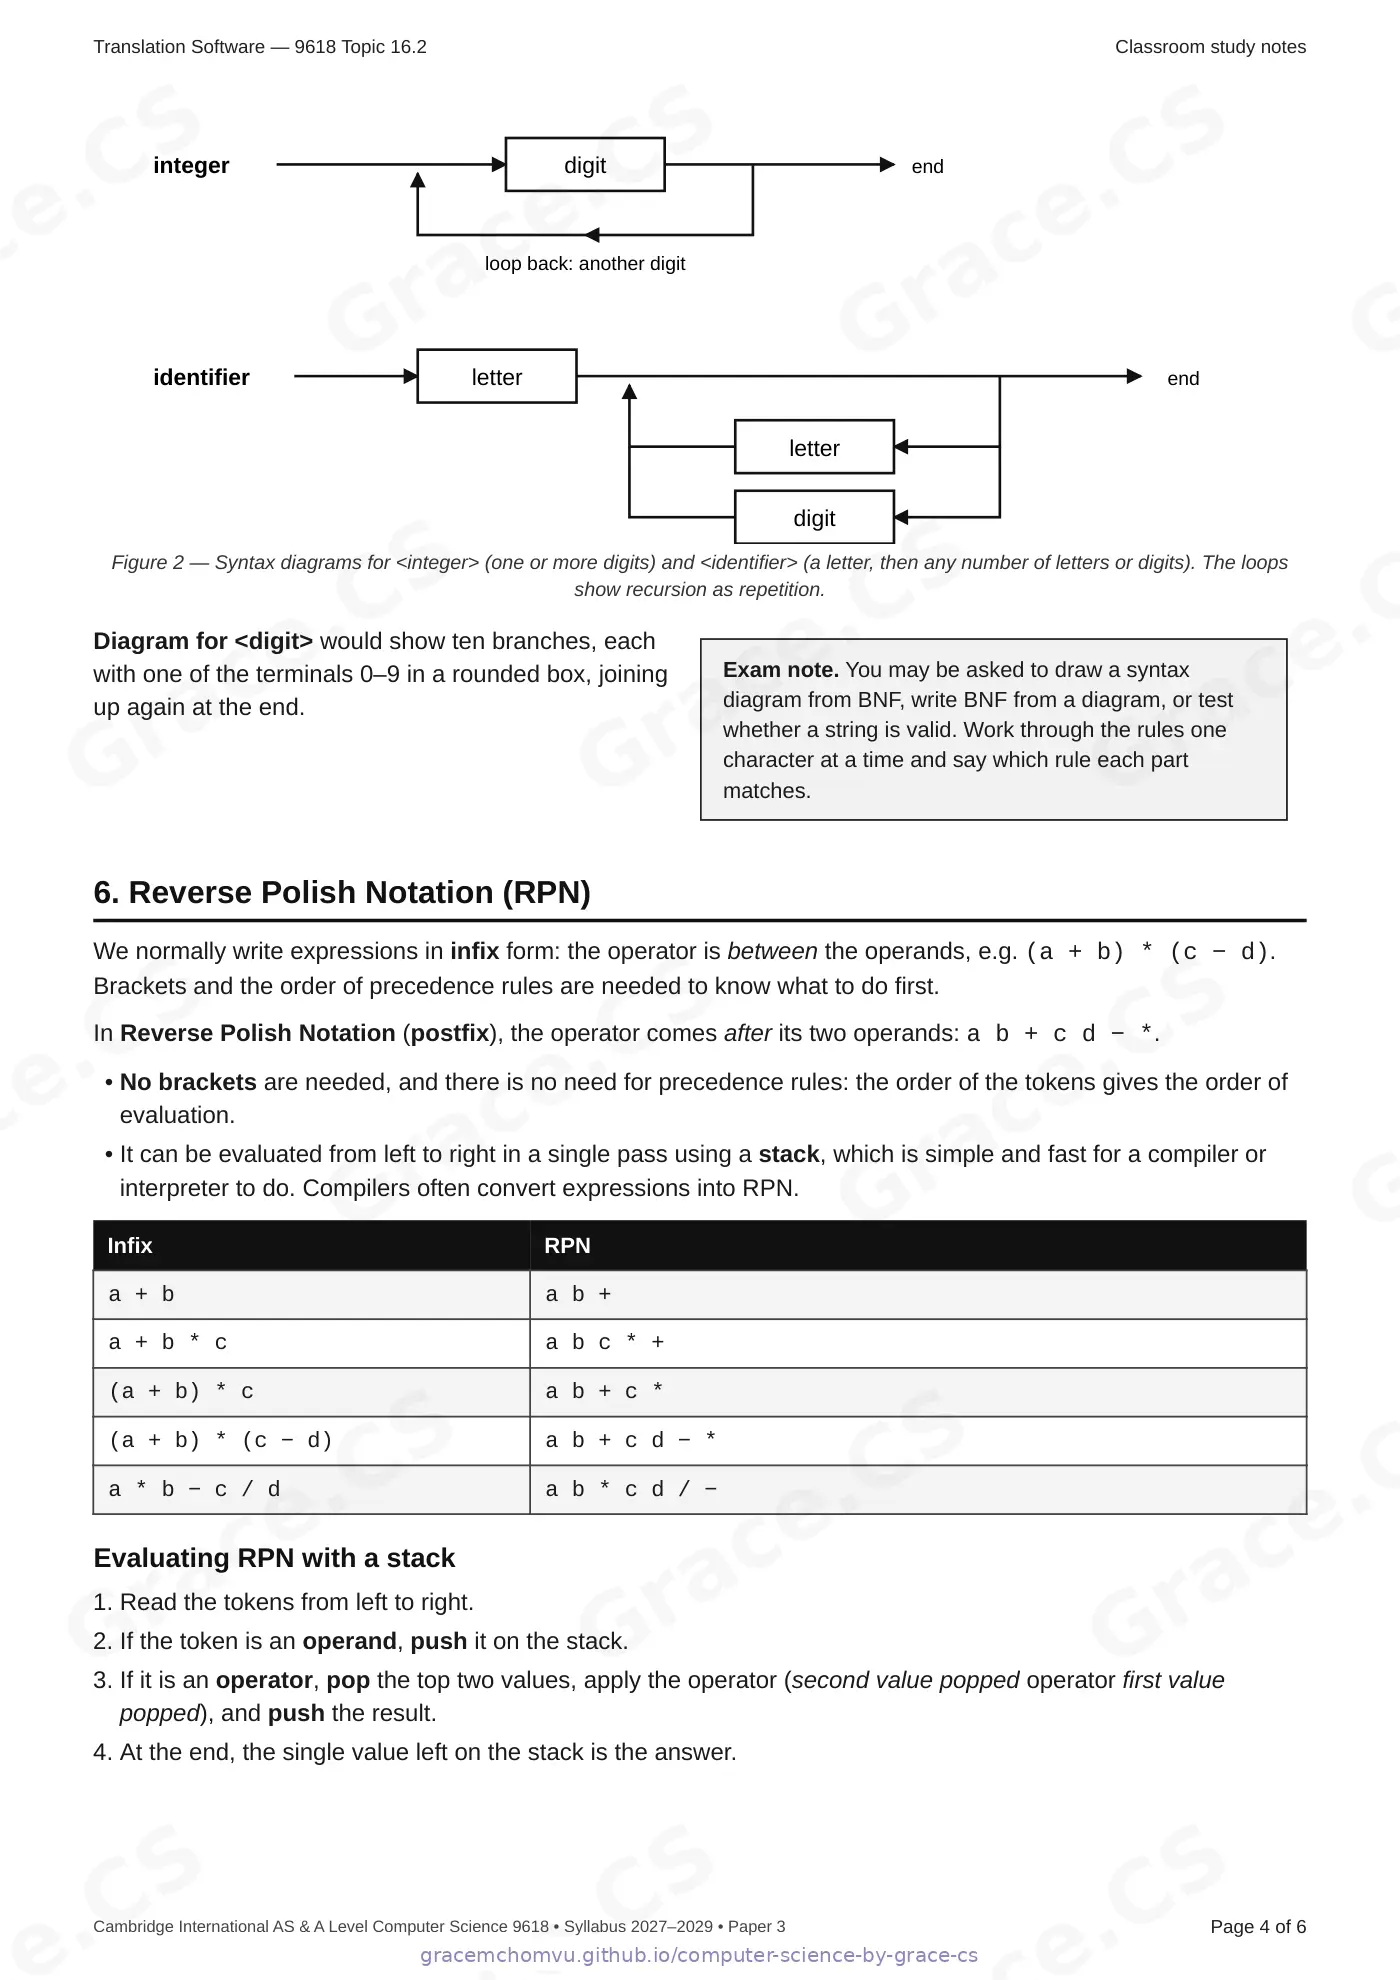 Translation Software — 9618 Topic 16.2
Classroom study notes
integer
digit
end
loop back: another digit
identifier
letter
end
letter
digit
Figure 2 — Syntax diagrams for <integer> (one or more digits) and <identifier> (a letter, then any number of letters or digits). The loops
show recursion as repetition.
Diagram for <digit> would show ten branches, each
with one of the terminals 0–9 in a rounded box, joining
up again at the end.
Exam note. You may be asked to draw a syntax
diagram from BNF, write BNF from a diagram, or test
whether a string is valid. Work through the rules one
character at a time and say which rule each part
matches.
6. Reverse Polish Notation (RPN)
We normally write expressions in infix form: the operator is between the operands, e.g. (a + b) * (c − d).
Brackets and the order of precedence rules are needed to know what to do first.
In Reverse Polish Notation (postfix), the operator comes after its two operands: a b + c d − *.
• No brackets are needed, and there is no need for precedence rules: the order of the tokens gives the order of
evaluation.
• It can be evaluated from left to right in a single pass using a stack, which is simple and fast for a compiler or
interpreter to do. Compilers often convert expressions into RPN.
Infix RPN
a + b a b +
a + b * c a b c * +
(a + b) * c a b + c *
(a + b) * (c − d) a b + c d − *
a * b − c / d a b * c d / −
Evaluating RPN with a stack
1. Read the tokens from left to right.
2. If the token is an operand, push it on the stack.
3. If it is an operator, pop the top two values, apply the operator (second value popped operator first value
popped), and push the result.
4. At the end, the single value left on the stack is the answer.
Cambridge International AS & A Level Computer Science 9618 • Syllabus 2027–2029 • Paper 3
Page 4 of 6
gracemchomvu.github.io/computer-science-by-grace-cs
Grace.CS